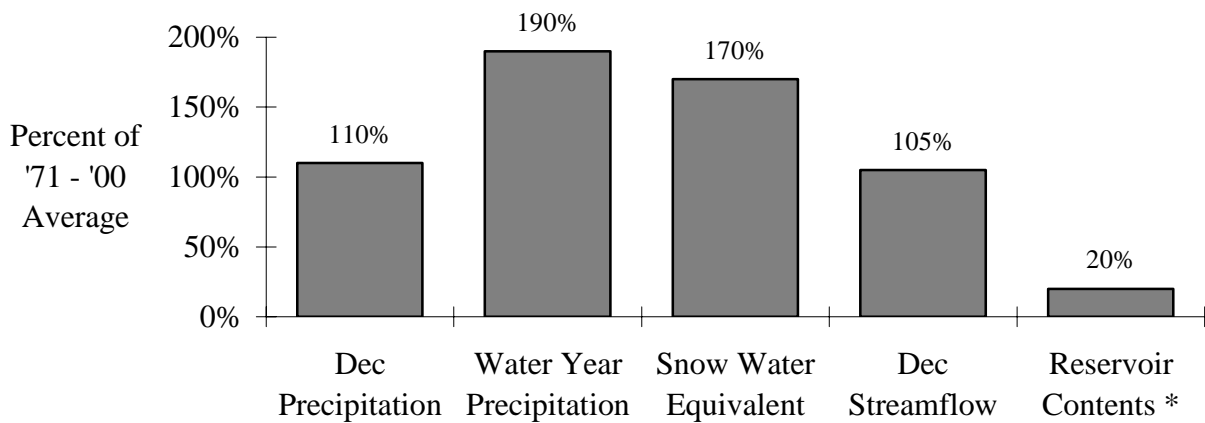 190%
200%
170%
150%
Percent of
'71 - '00
Average
110%
105%
100%
50%
20%
0%
Dec
Precipitation
Water Year
Precipitation
Snow Water
Equivalent
Dec
Streamflow
Reservoir
Contents *